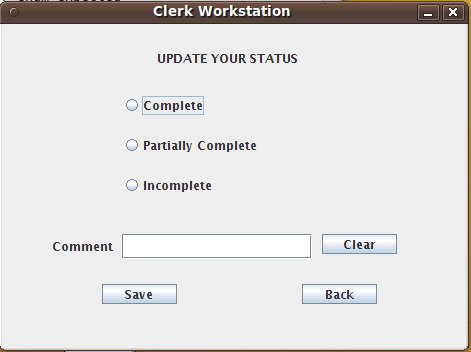 Clerk Workstation
UPDATE YOUR STATUS
Complete
Partially Complete
Incomplete
Comment Clear
Save Back